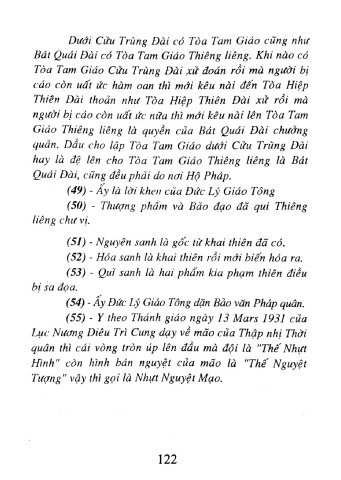 Dưới Cửu Trùng Đài có Tòa Tam Giáo cũng như
Bát Quái Đài có Tòa Tam Giáo Thiêng liêng. Khi nào có
Tòa Tam Giáo Cửu Trùng Đài xử đoán rồi mà người bị
cáo còn uất ức hàm oan thì mới kêu nài đến Tòa Hiệp
Thiên Đài thoản như Tòa Hiệp Thiên Đài xử rồi mà
người bị cáo còn uất ức nữa thì mới kêu nài lên Tòa Tam
Giáo Thiêng liêng là quyền của Bát Quái Đài chưởng
quản. Dầu cho lập Tòa Tam Giáo dưới Cửu Trùng Đài
hay là đệ lên cho Tòa Tam Giáo Thiêng liêng là Bát
Quái Đài, cũng đều phải do nơi Hộ Pháp.
(49) - Ấy là lời khen của Đức Lý Giáo Tông
(50) - Thượng phẩm và Bảo đạo đã qui Thiêng
liêng chư vị.
(51) - Nguyên sanh là gốc từ khai thiên đã có.
(52) - Hóa sanh là khai thiên rồi mới biến hóa ra.
(53) - Quỉ sanh là hai phẩm kia phạm thiên điều
bị sa đọa.
(54) - Ấy Đức Lý Giáo Tông dặn Bảo văn Pháp quân.
(55) - Y theo Thánh giáo ngày 13 Mars 1931 của
Lục Nương Diêu Trì Cung dạy về mão của Thập nhị Thời
quân thì cái vòng tròn úp lên đầu mà đội là "Thế Nhựt
Hình" còn hình bán nguyệt của mão là "Thế Nguyệt
Tượng" vậy thì gọi là Nhựt Nguyệt Mạo.
122